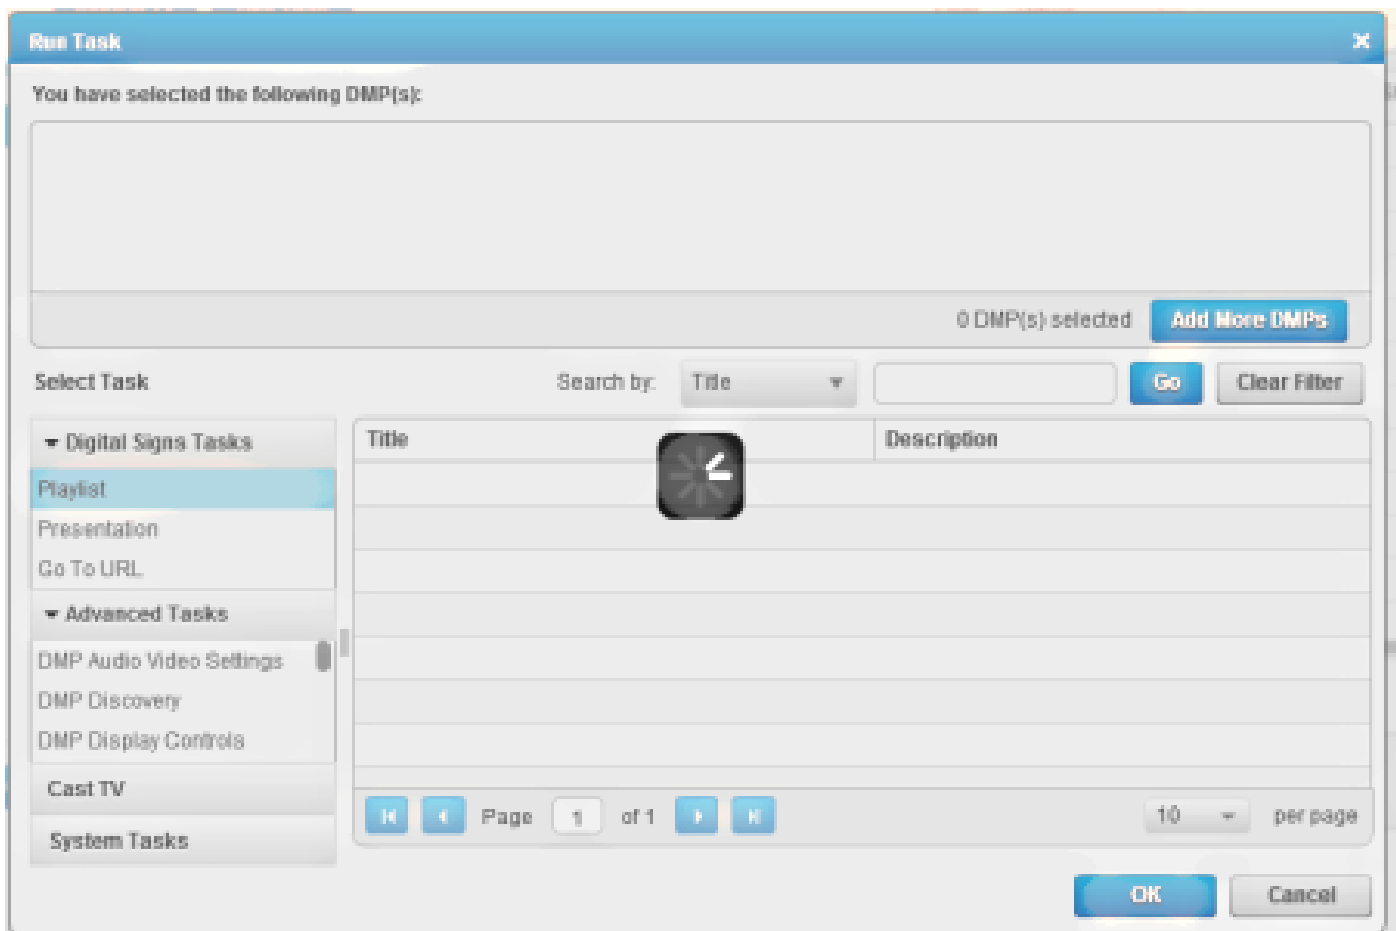 Run Task
You have selected the following DMP(s):
0 DMP(s) selected Add More DMPs
Select Task Search by: Title Go Clear Filter
Digital Signs Tasks
Title Description
Playlist
Presentation
Go To URL
Advanced Tasks
DMP Audio Video Settings
DMP Discovery
DMP Display Controls
Cast TV
System Tasks
Page 1 of 1 10 per page
OK Cancel